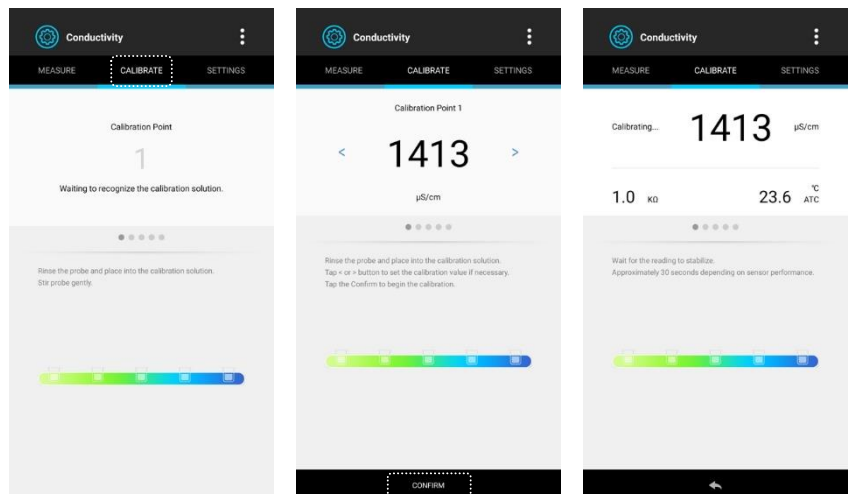 Conductivity
MEASURE CALIBRATE SETTINGS
Calibration Point
1
Waiting to recognize the calibration solution.
Rinse the probe and place into the calibration solution.
Stir probe gently.
Conductivity
MEASURE CALIBRATE SETTINGS
Calibration Point 1
< 1413 >
µS/cm
Rinse the probe and place into the calibration solution.
Tap < or > button to set the calibration value if necessary.
Tap the Confirm to begin the calibration.
CONFIRM
Conductivity
MEASURE CALIBRATE SETTINGS
Calibrating... 1413 µS/cm
1.0 KΩ 23.6 °C ATC
Wait for the reading to stabilize.
Approximately 30 seconds depending on sensor performance.